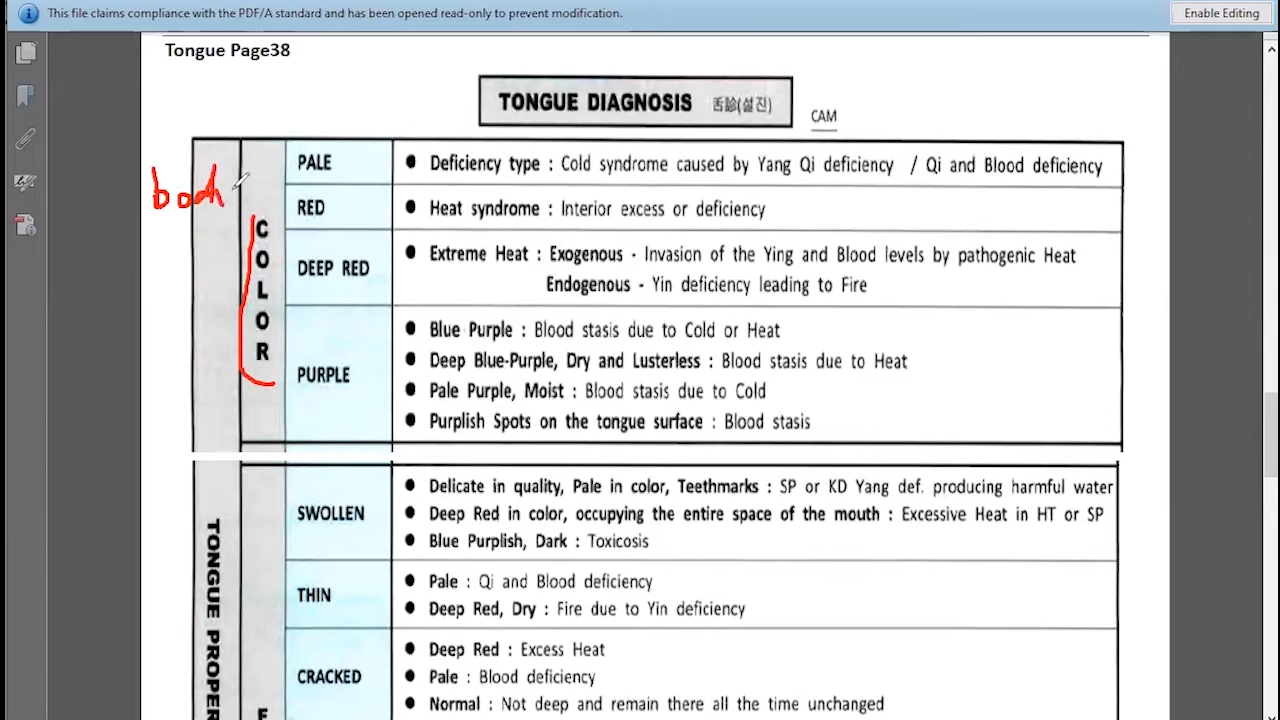 This file claims compliance with the PDF/A standard and has been opened read-only to prevent modification.
Enable Editing
Tongue Page38
TONGUE DIAGNOSIS 舌診(설진)
CAM
COLOR
PALE
● Deficiency type : Cold syndrome caused by Yang Qi deficiency / Qi and Blood deficiency
RED
● Heat syndrome : Interior excess or deficiency
DEEP RED
● Extreme Heat : Exogenous - Invasion of the Ying and Blood levels by pathogenic Heat
Endogenous - Yin deficiency leading to Fire
PURPLE
● Blue Purple : Blood stasis due to Cold or Heat
● Deep Blue-Purple, Dry and Lusterless : Blood stasis due to Heat
● Pale Purple, Moist : Blood stasis due to Cold
● Purplish Spots on the tongue surface : Blood stasis
TONGUE PROPER
SWOLLEN
● Delicate in quality, Pale in color, Teethmarks : SP or KD Yang def. producing harmful water
● Deep Red in color, occupying the entire space of the mouth : Excessive Heat in HT or SP
● Blue Purplish, Dark : Toxicosis
THIN
● Pale : Qi and Blood deficiency
● Deep Red, Dry : Fire due to Yin deficiency
CRACKED
● Deep Red : Excess Heat
● Pale : Blood deficiency
● Normal : Not deep and remain there all the time unchanged